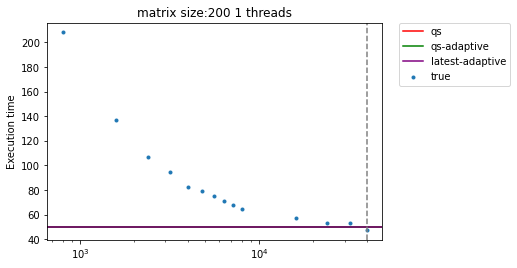 matrix size:200 1 threads
qs
qs-adaptive
latest-adaptive
true
Execution time
200
180
160
140
120
100
80
60
40
10³
10⁴